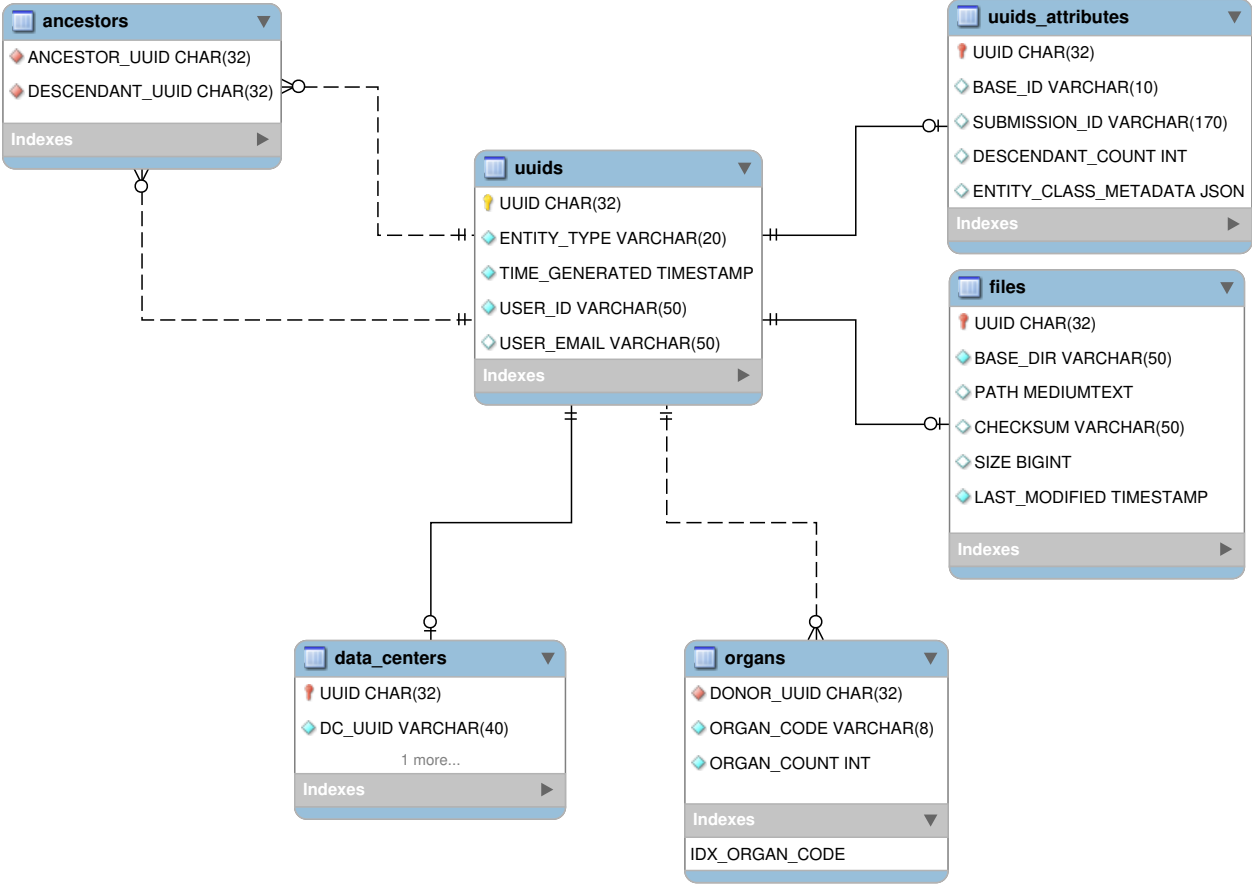 ancestors
ANCESTOR_UUID CHAR(32)
DESCENDANT_UUID CHAR(32)
Indexes
uuids_attributes
UUID CHAR(32)
BASE_ID VARCHAR(10)
SUBMISSION_ID VARCHAR(170)
DESCENDANT_COUNT INT
ENTITY_CLASS_METADATA JSON
Indexes
uuids
UUID CHAR(32)
ENTITY_TYPE VARCHAR(20)
TIME_GENERATED TIMESTAMP
USER_ID VARCHAR(50)
USER_EMAIL VARCHAR(50)
Indexes
files
UUID CHAR(32)
BASE_DIR VARCHAR(50)
PATH MEDIUMTEXT
CHECKSUM VARCHAR(50)
SIZE BIGINT
LAST_MODIFIED TIMESTAMP
Indexes
data_centers
UUID CHAR(32)
DC_UUID VARCHAR(40)
1 more...
Indexes
organs
DONOR_UUID CHAR(32)
ORGAN_CODE VARCHAR(8)
ORGAN_COUNT INT
Indexes
IDX_ORGAN_CODE